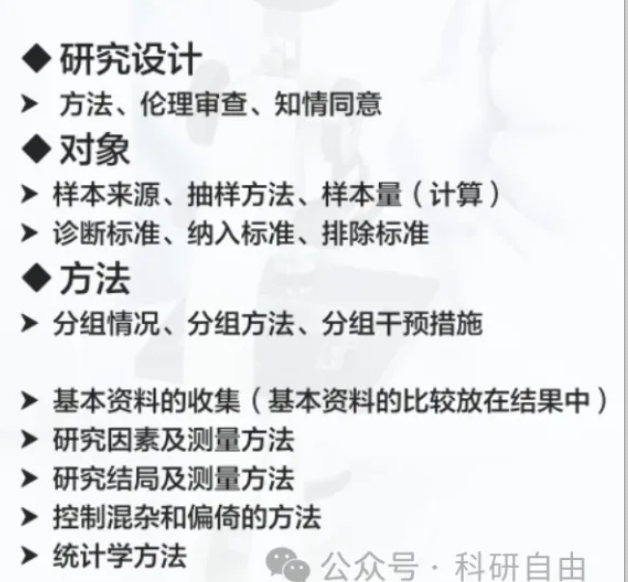 ◆ 研究设计
➤ 方法、伦理审查、知情同意
◆ 对象
➤ 样本来源、抽样方法、样本量（计算）
➤ 诊断标准、纳入标准、排除标准
◆ 方法
➤ 分组情况、分组方法、分组干预措施
➤ 基本资料的收集（基本资料的比较放在结果中）
➤ 研究因素及测量方法
➤ 研究结局及测量方法
➤ 控制混杂和偏倚的方法
➤ 统计学方法
公众号 · 科研自由